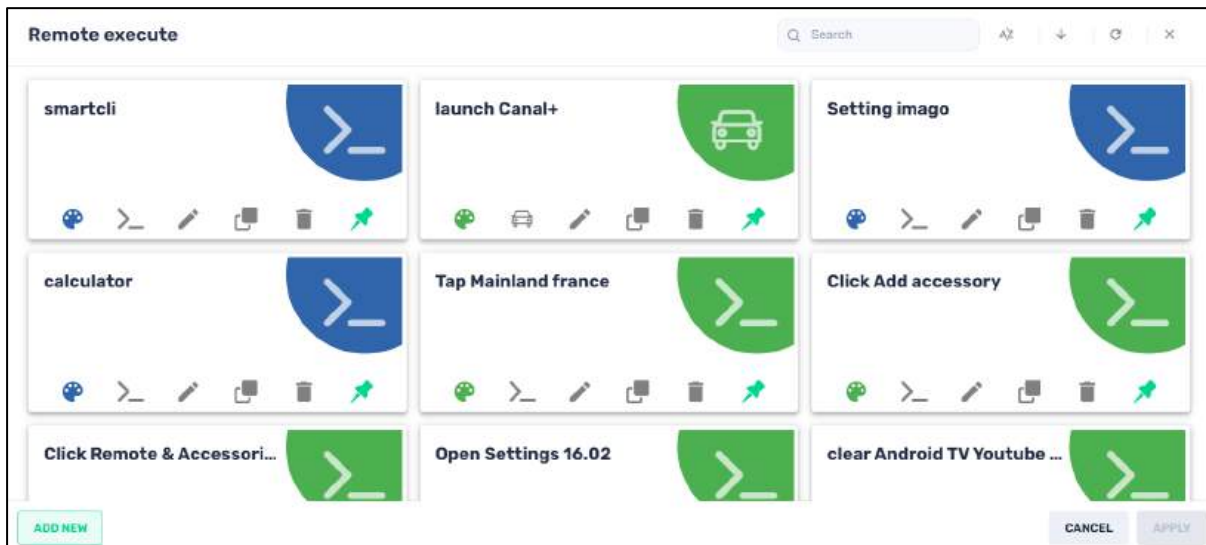 Remote execute
Search
smartcli
launch Canal+
Setting imago
calculator
Tap Mainland france
Click Add accessory
Click Remote & Accessori...
Open Settings 16.02
clear Android TV Youtube ...
ADD NEW
CANCEL
APPLY